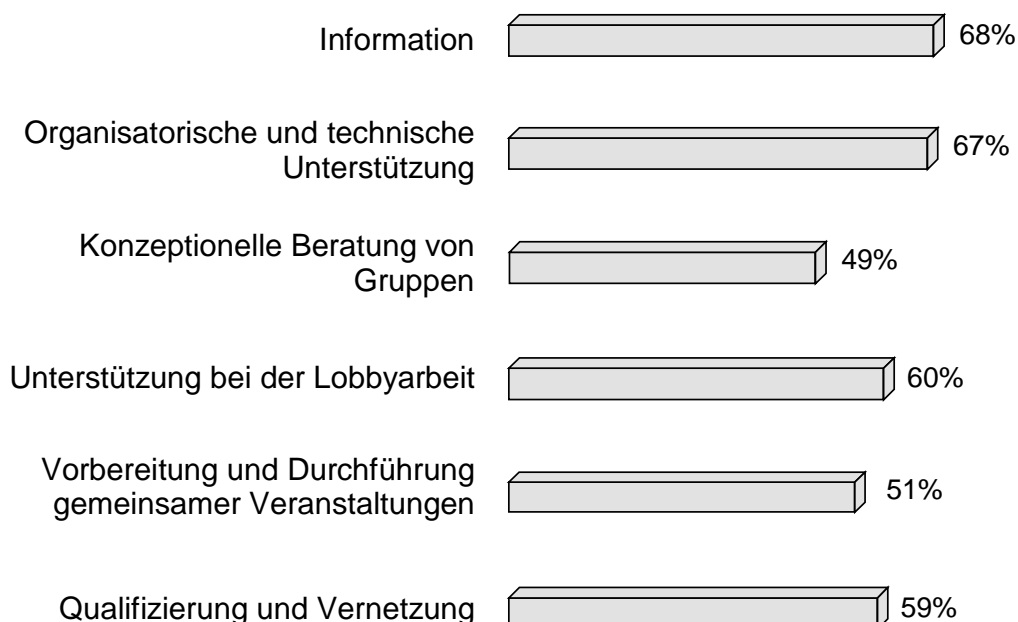 Information
68%
Organisatorische und technische
Unterstützung
67%
Konzeptionelle Beratung von
Gruppen
49%
Unterstützung bei der Lobbyarbeit
60%
Vorbereitung und Durchführung
gemeinsamer Veranstaltungen
51%
Qualifizierung und Vernetzung
59%